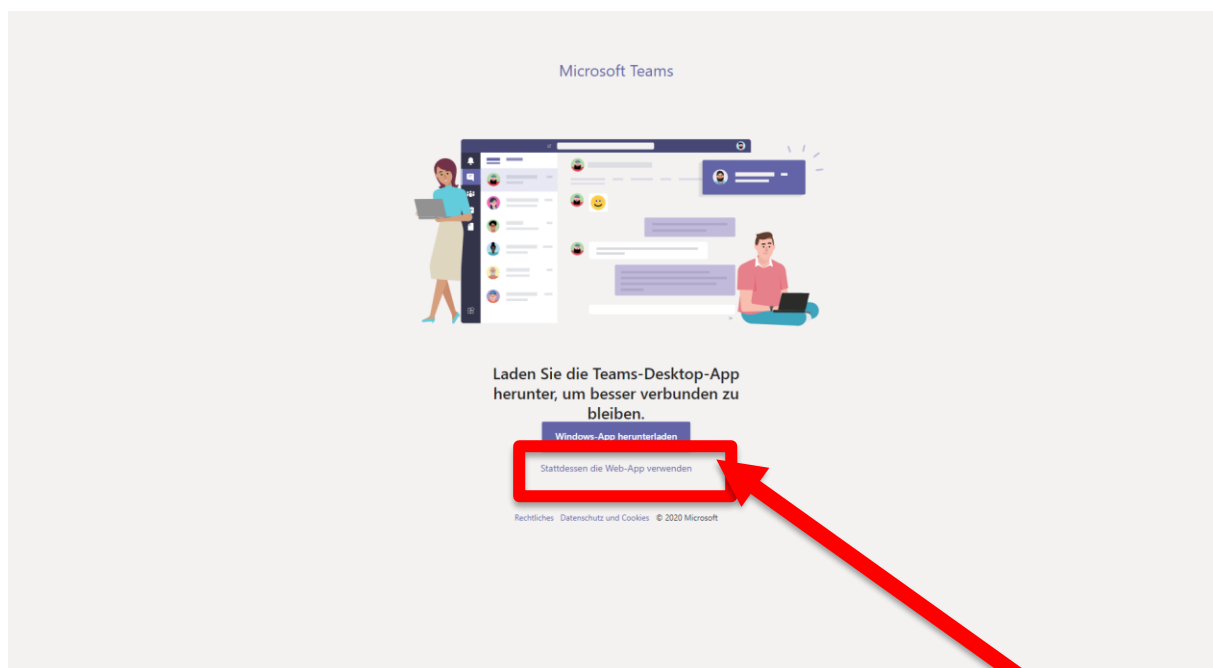 Microsoft Teams
Laden Sie die Teams-Desktop-App
herunter, um besser verbunden zu
bleiben.
Windows-App herunterladen
Stattdessen die Web-App verwenden
Rechtliches Datenschutz und Cookies © 2020 Microsoft